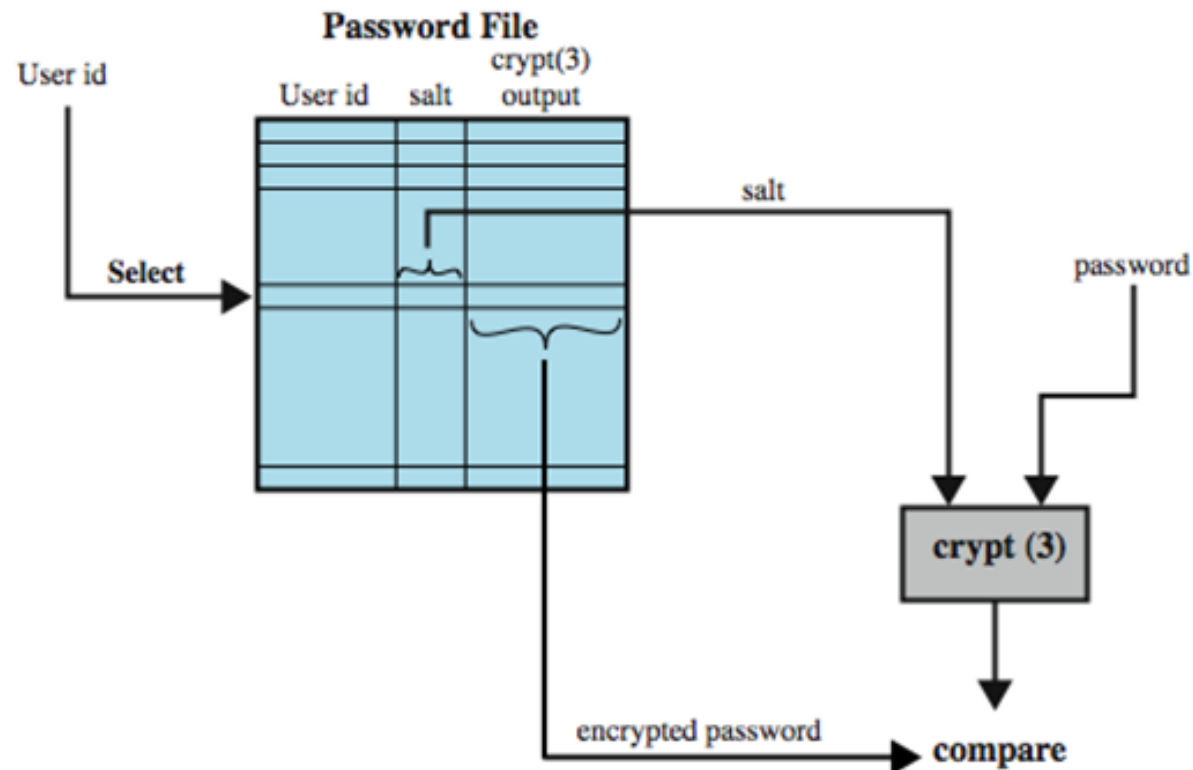 Password File
User id
User id
salt
crypt(3)
output
salt
Select
password
crypt (3)
encrypted password
compare